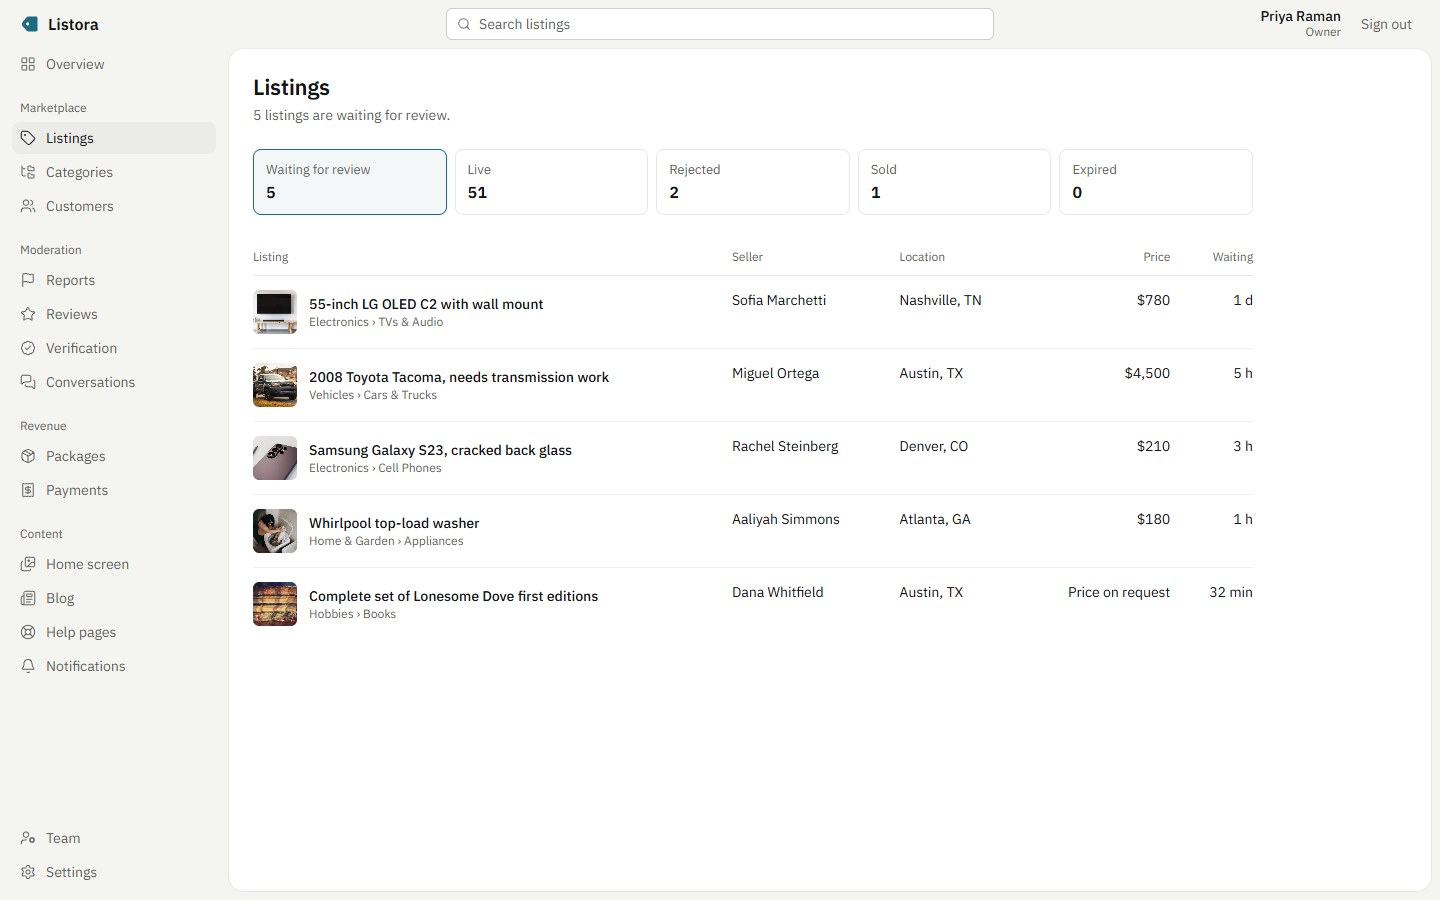 Listora
Search listings
Priya Raman
Owner
Sign out
Overview
Marketplace
Listings
Categories
Customers
Moderation
Reports
Reviews
Verification
Conversations
Revenue
Packages
Payments
Content
Home screen
Blog
Help pages
Notifications
Team
Settings
Listings
5 listings are waiting for review.
Waiting for review
5
Live
51
Rejected
2
Sold
1
Expired
0
Listing Seller Location Price Waiting
55-inch LG OLED C2 with wall mount
Electronics › TVs & Audio
Sofia Marchetti Nashville, TN $780 1 d
2008 Toyota Tacoma, needs transmission work
Vehicles › Cars & Trucks
Miguel Ortega Austin, TX $4,500 5 h
Samsung Galaxy S23, cracked back glass
Electronics › Cell Phones
Rachel Steinberg Denver, CO $210 3 h
Whirlpool top-load washer
Home & Garden › Appliances
Aaliyah Simmons Atlanta, GA $180 1 h
Complete set of Lonesome Dove first editions
Hobbies › Books
Dana Whitfield Austin, TX Price on request 32 min